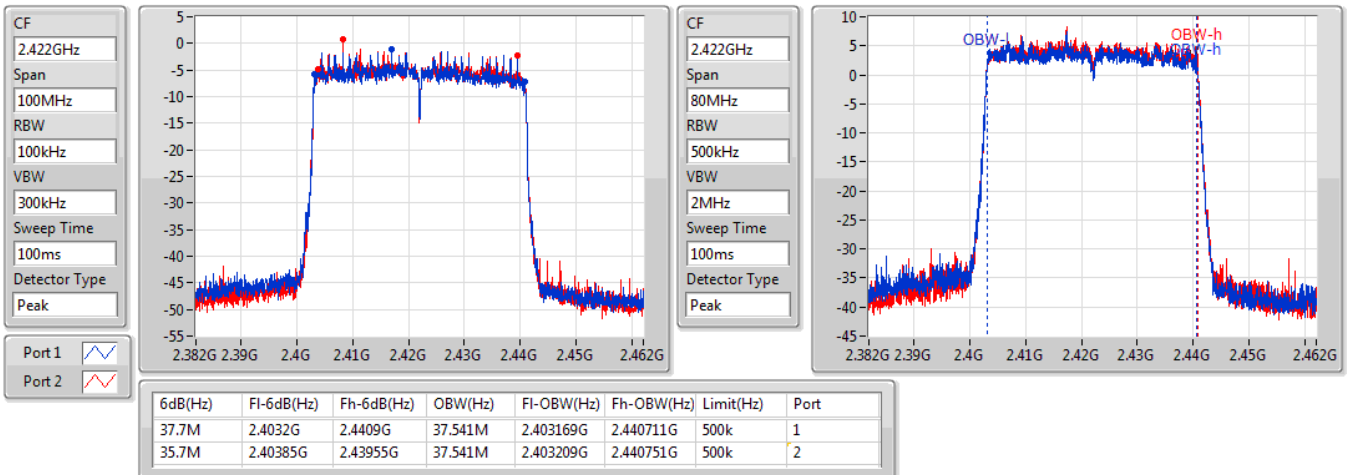 CF
2.422GHz
Span
100MHz
RBW
100kHz
VBW
300kHz
Sweep Time
100ms
Detector Type
Peak
Port 1
Port 2
5
0
-5
-10
-15
-20
-25
-30
-35
-40
-45
-50
-55
2.382G 2.39G 2.4G 2.41G 2.42G 2.43G 2.44G 2.45G 2.462G
CF
2.422GHz
Span
80MHz
RBW
500kHz
VBW
2MHz
Sweep Time
100ms
Detector Type
Peak
10
5
0
-5
-10
-15
-20
-25
-30
-35
-40
-45
OBW-l
OBW-h
OBW-h
2.382G 2.39G 2.4G 2.41G 2.42G 2.43G 2.44G 2.45G 2.462G
6dB(Hz) Fl-6dB(Hz) Fh-6dB(Hz) OBW(Hz) Fl-OBW(Hz) Fh-OBW(Hz) Limit(Hz) Port
37.7M 2.4032G 2.4409G 37.541M 2.403169G 2.440711G 500k 1
35.7M 2.40385G 2.43955G 37.541M 2.403209G 2.440751G 500k 2